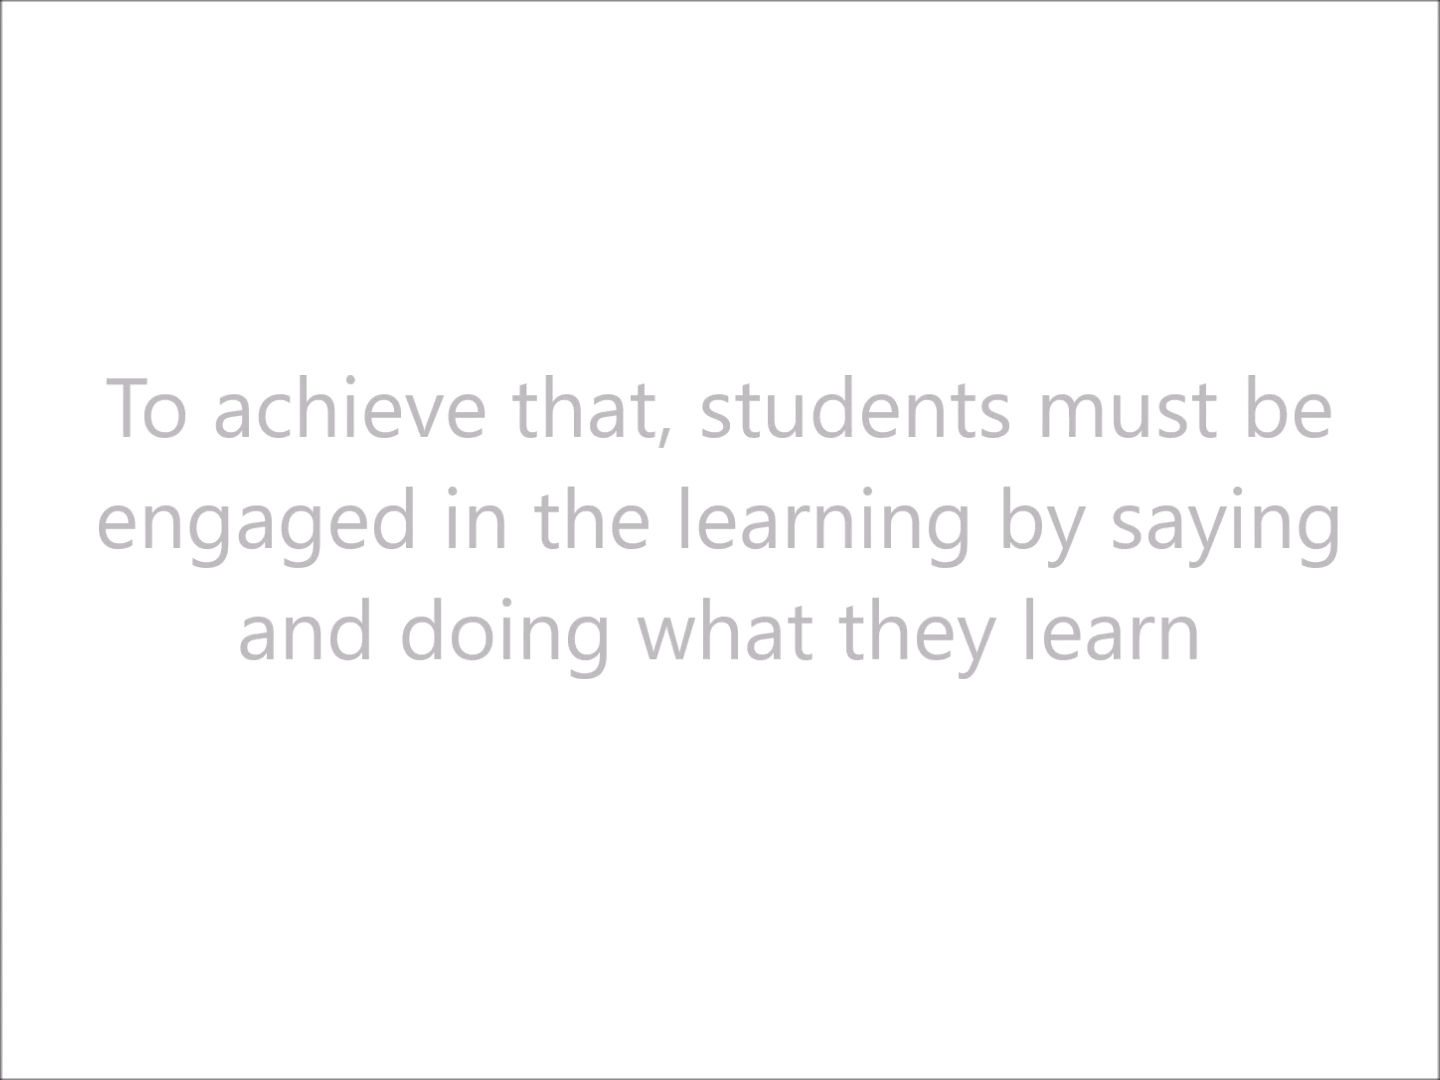 To achieve that, students must be
engaged in the learning by saying
and doing what they learn